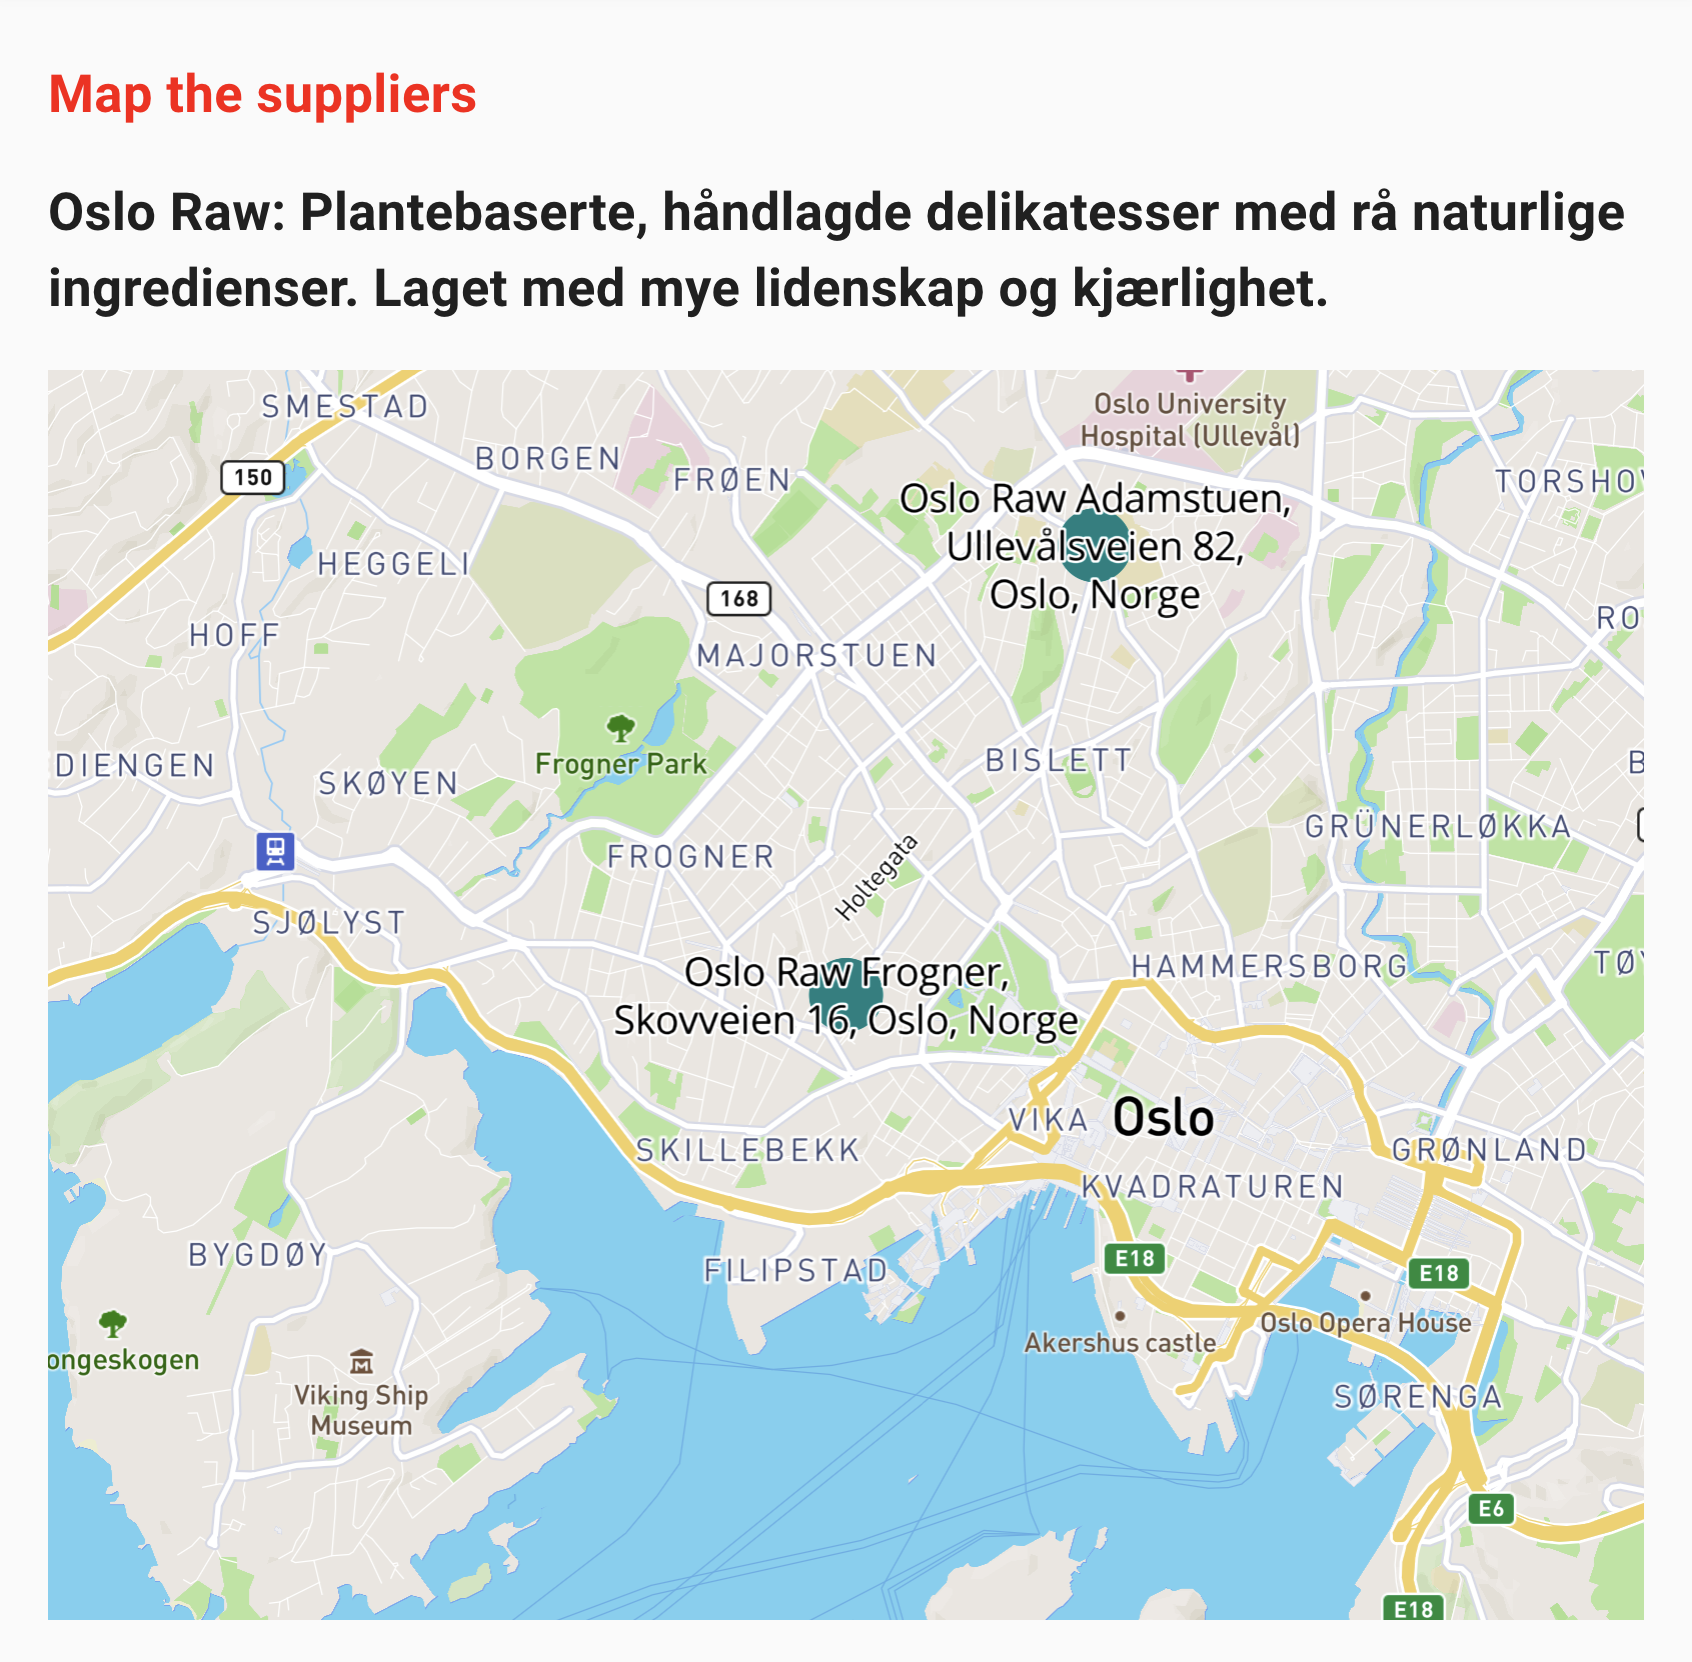 Map the suppliers
Oslo Raw: Plantebaserte, håndlagde delikatesser med rå naturlige
ingredienser. Laget med mye lidenskap og kjærlighet.
SMESTAD
Oslo University
Hospital (Ullevål)
BORGEN
150
FRØEN
Oslo Raw Adamstuen,
Ullevålsveien 82,
Oslo, Norge
HEGGELI
168
HOFF
MAJORSTUEN
Frogner Park
BISLETT
DIENGEN
SKØYEN
GRÜNERLØKKA
FROGNER
Holtegata
SJØLYST
HAMMERSBORG
Oslo Raw Frogner,
Skovveien 16, Oslo, Norge
VIKA
Oslo
SKILLEBEKK
GRØNLAND
KVADRATUREN
BYGDØY
FILIPSTAD
E18
E18
Oslo Opera House
Akershus castle
ongeskogen
Viking Ship
Museum
SØRENGA
E6
E18